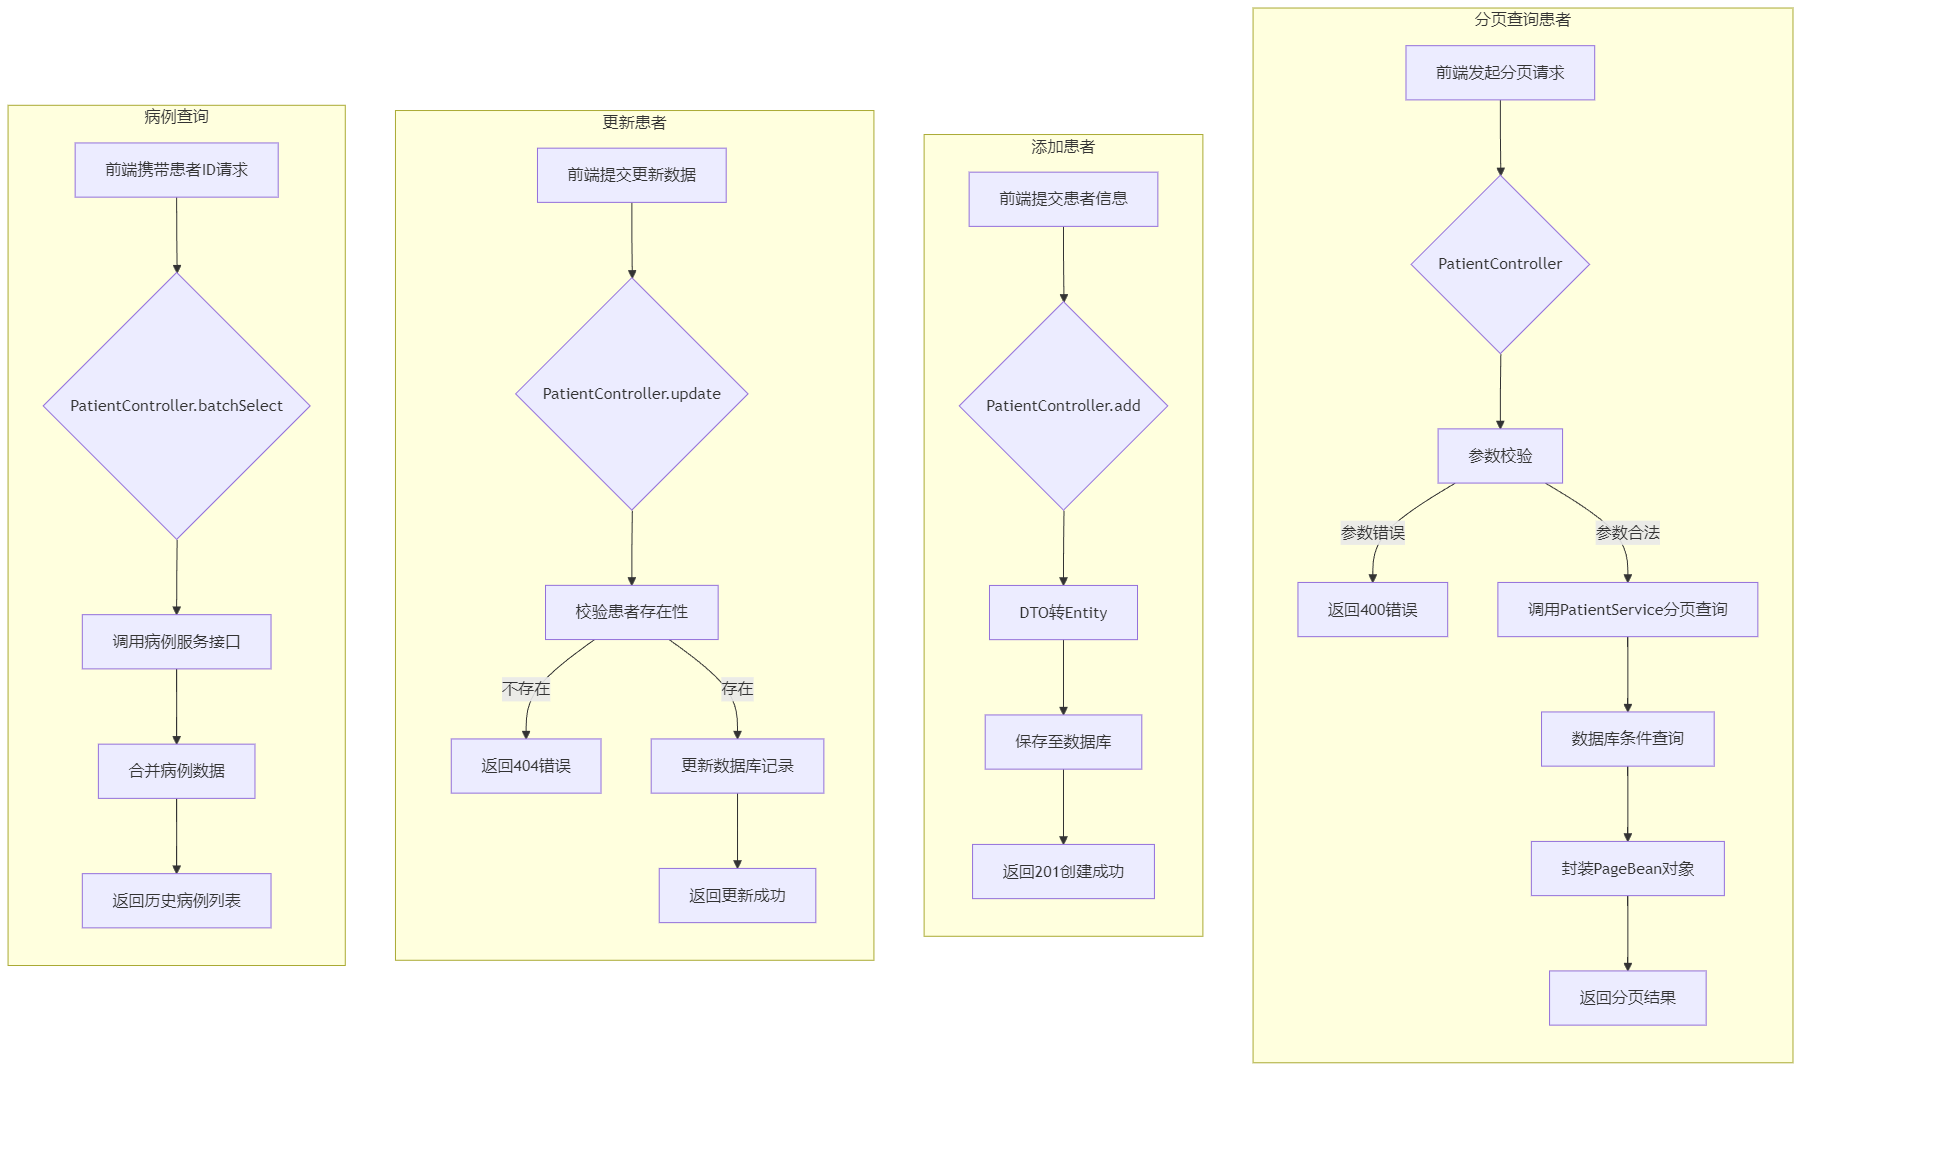 病例查询
前端携带患者ID请求
PatientController.batchSelect
调用病例服务接口
合并病例数据
返回历史病例列表
更新患者
前端提交更新数据
PatientController.update
校验患者存在性
不存在
存在
返回404错误
更新数据库记录
返回更新成功
添加患者
前端提交患者信息
PatientController.add
DTO转Entity
保存至数据库
返回201创建成功
分页查询患者
前端发起分页请求
PatientController
参数校验
参数错误
参数合法
返回400错误
调用PatientService分页查询
数据库条件查询
封装PageBean对象
返回分页结果